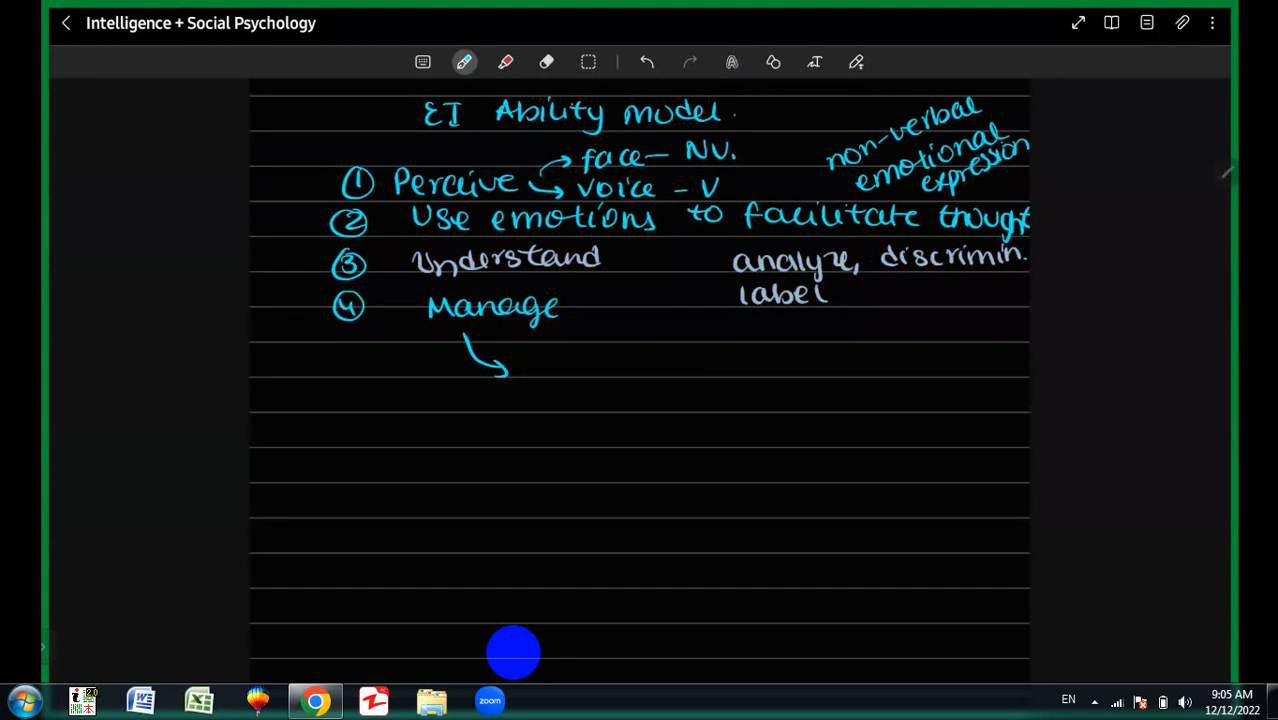 Intelligence + Social Psychology
EI Ability model.
① Perceive
face - NV.
voice - V
non-verbal
emotional
expression
② Use emotions to facilitate thought
③ Understand
analyze, discrimin.
label
④ Manage
zoom
EN
9:05 AM
12/12/2022